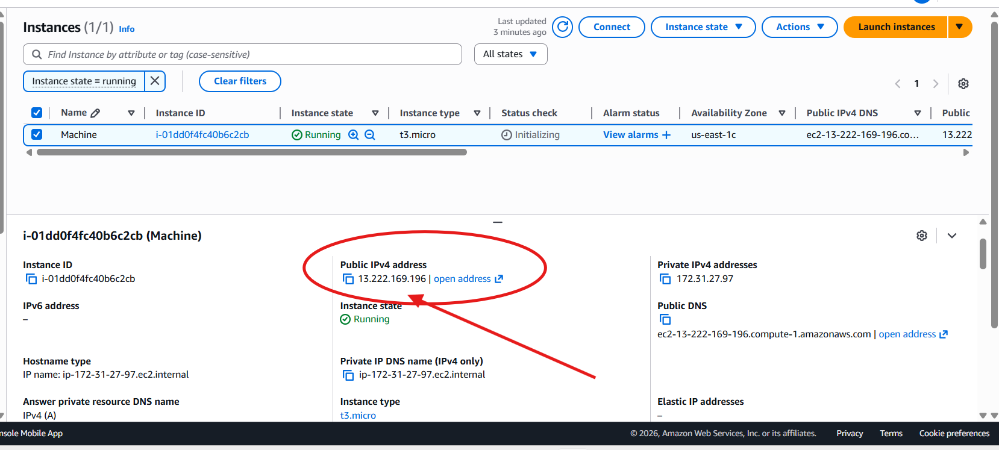 Instances (1/1) Info
Last updated
3 minutes ago
Connect
Instance state
Actions
Launch instances
Find Instance by attribute or tag (case-sensitive)
All states
Instance state = running
Clear filters
1
Name Instance ID Instance state Instance type Status check Alarm status Availability Zone Public IPv4 DNS Public
Machine i-01dd0f4fc40b6c2cb Running t3.micro Initializing View alarms + us-east-1c ec2-13-222-169-196.co... 13.222
i-01dd0f4fc40b6c2cb (Machine)
Instance ID
i-01dd0f4fc40b6c2cb
Public IPv4 address
13.222.169.196 | open address
Private IPv4 addresses
172.31.27.97
IPv6 address
–
Instance state
Running
Public DNS
ec2-13-222-169-196.compute-1.amazonaws.com | open address
Hostname type
IP name: ip-172-31-27-97.ec2.internal
Private IP DNS name (IPv4 only)
ip-172-31-27-97.ec2.internal
Answer private resource DNS name
IPv4 (A)
Instance type
t3.micro
Elastic IP addresses
–
nsole Mobile App
© 2026, Amazon Web Services, Inc. or its affiliates.
Privacy
Terms
Cookie preferences